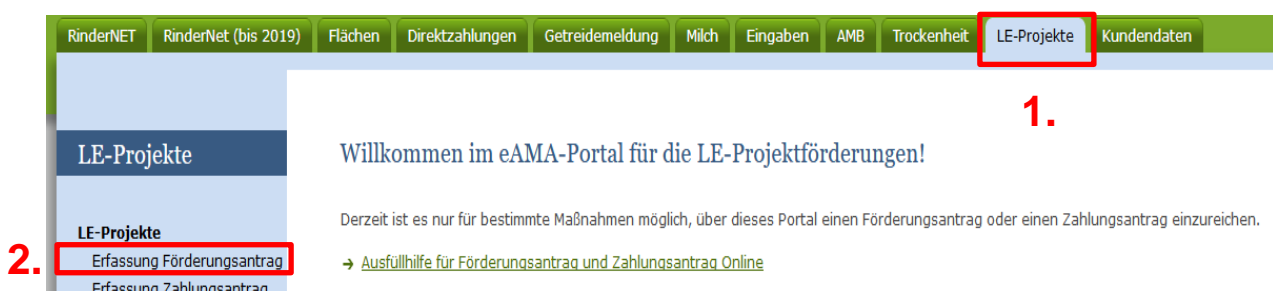 RinderNET RinderNet (bis 2019) Flächen Direktzahlungen Getreidemeldung Milch Eingaben AMB Trockenheit LE-Projekte Kundendaten
1.
LE-Projekte
Willkommen im eAMA-Portal für die LE-Projektförderungen!
Derzeit ist es nur für bestimmte Maßnahmen möglich, über dieses Portal einen Förderungsantrag oder einen Zahlungsantrag einzureichen.
LE-Projekte
2. Erfassung Förderungsantrag
→ Ausfüllhilfe für Förderungsantrag und Zahlungsantrag Online
Erfassung Zahlungsantrag